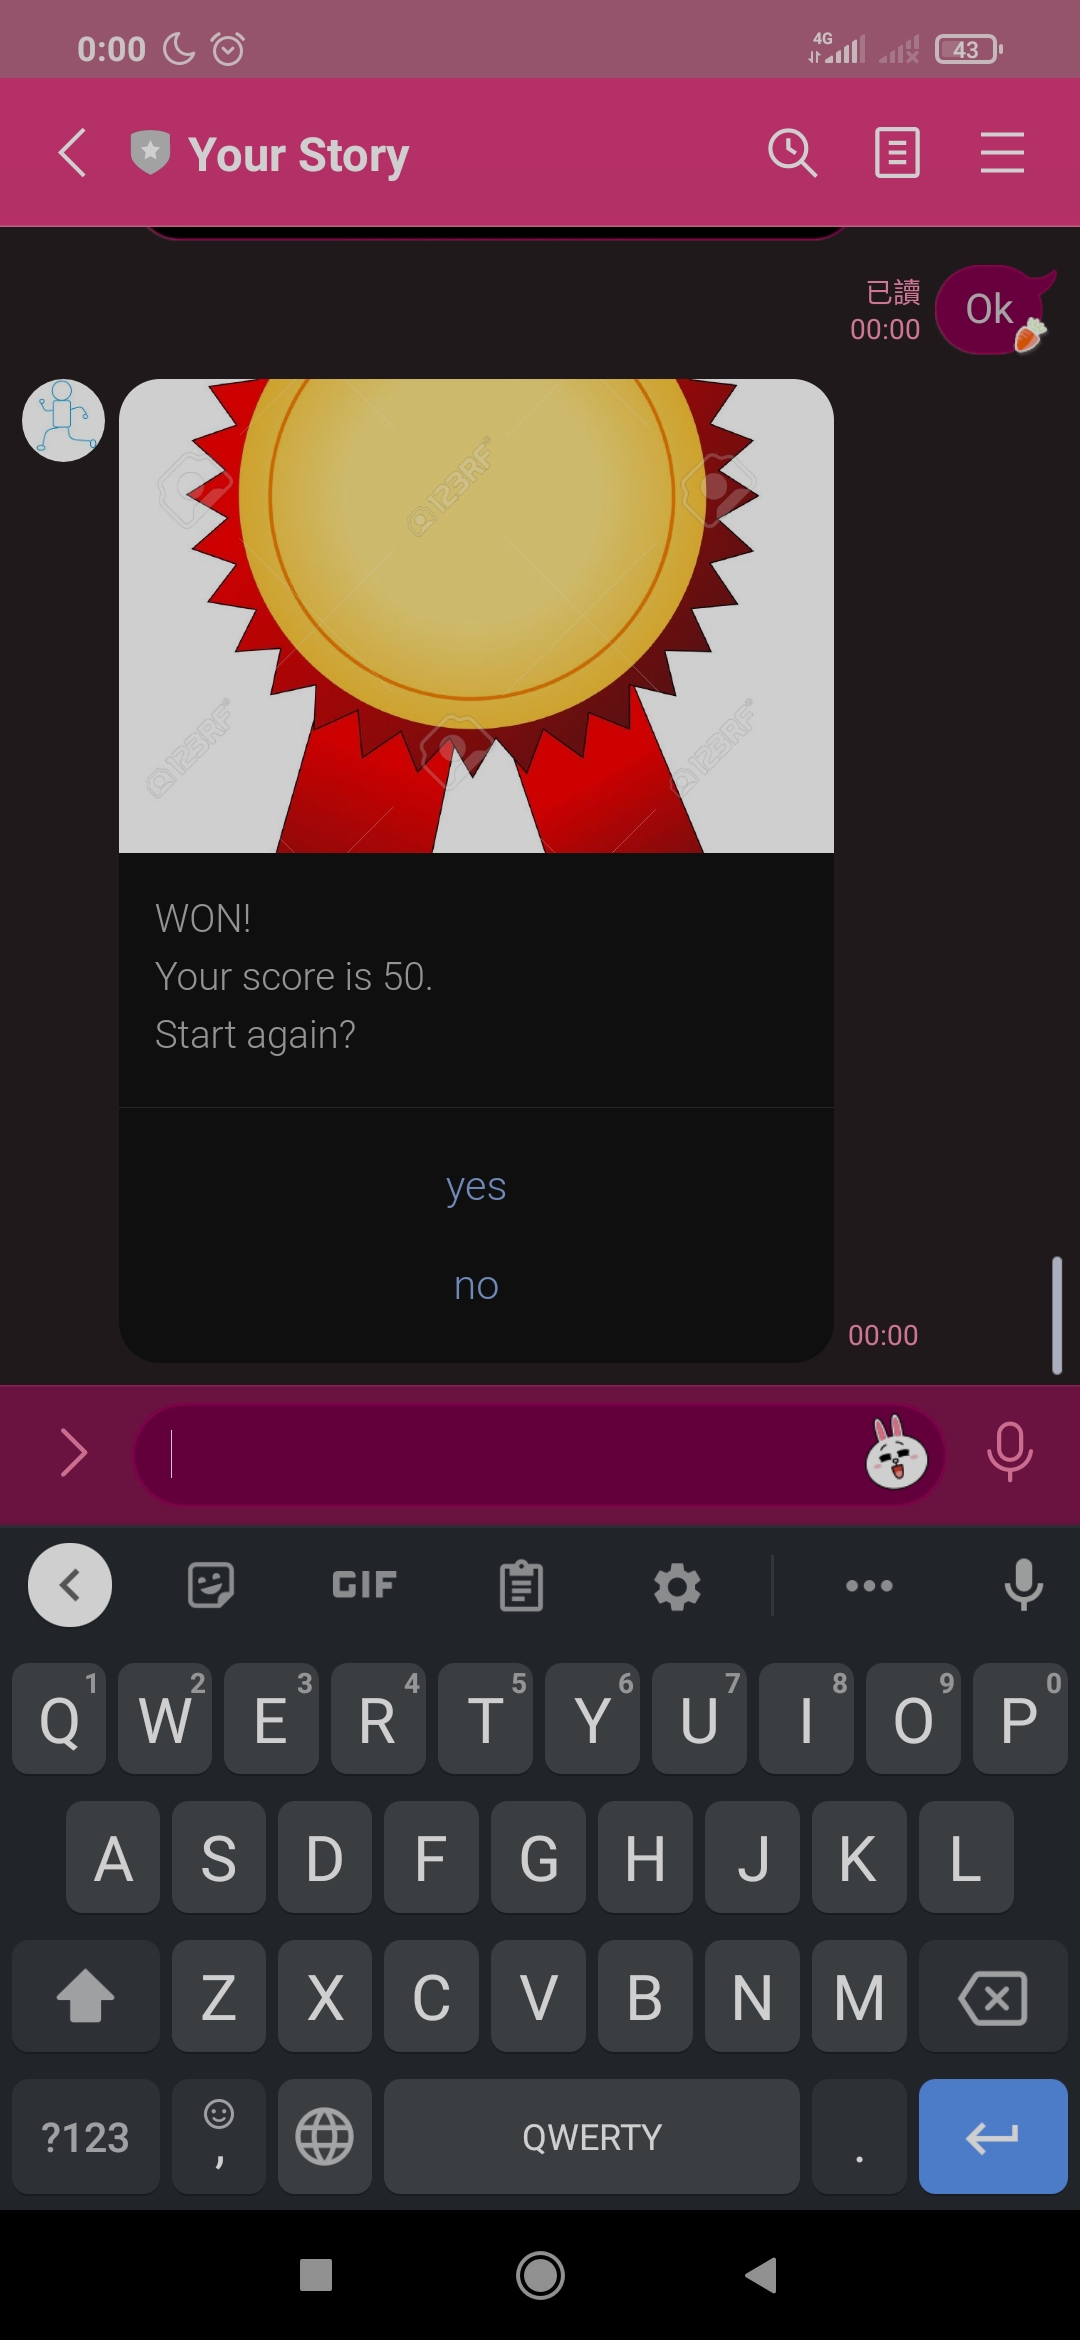 0:00
4G
43
Your Story
已讀
00:00
Ok
123RF
123RF
123RF
WON!
Your score is 50.
Start again?
yes
no
00:00
GIF
1 2 3 4 5 6 7 8 9 0
Q W E R T Y U I O P
A S D F G H J K L
Z X C V B N M
?123 , QWERTY .